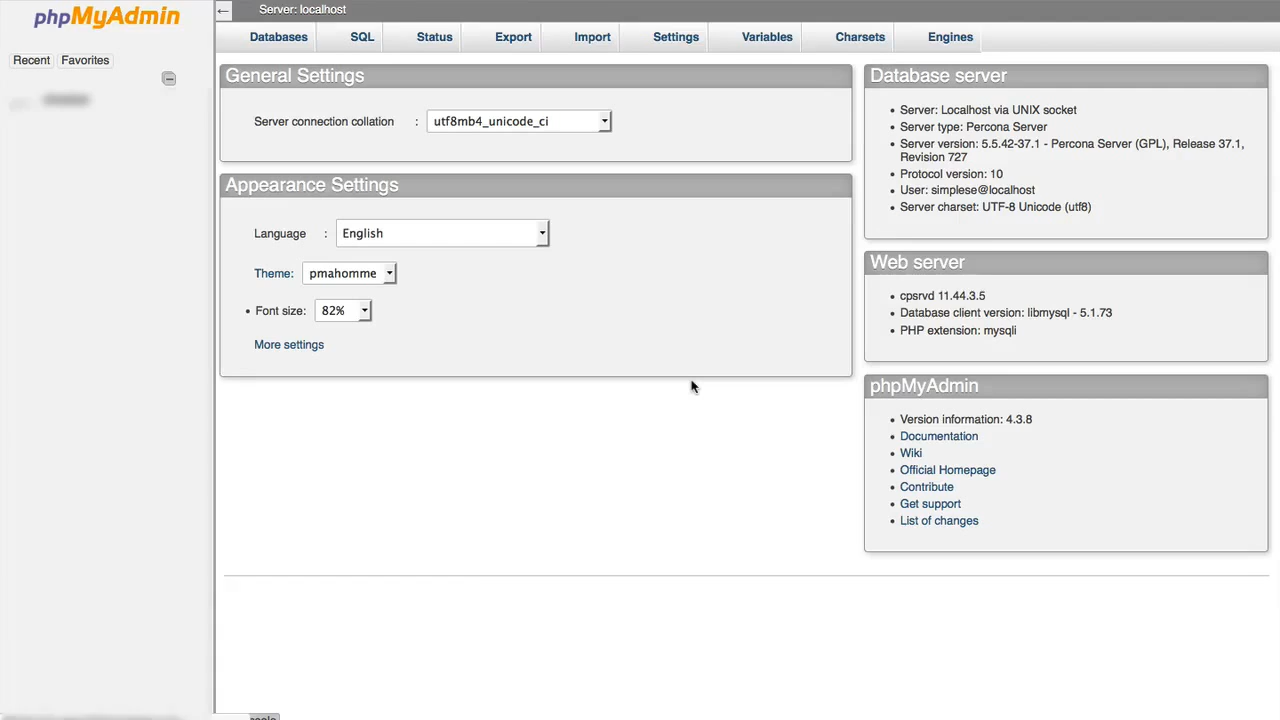 phpMyAdmin
Recent
Favorites
Server: localhost
Databases
SQL
Status
Export
Import
Settings
Variables
Charsets
Engines
General Settings
Server connection collation : utf8mb4_unicode_ci
Appearance Settings
Language : English
Theme: pmahomme
• Font size: 82%
More settings
Database server
• Server: Localhost via UNIX socket
• Server type: Percona Server
• Server version: 5.5.42-37.1 - Percona Server (GPL), Release 37.1,
Revision 727
• Protocol version: 10
• User: simplese@localhost
• Server charset: UTF-8 Unicode (utf8)
Web server
• cpsrvd 11.44.3.5
• Database client version: libmysql - 5.1.73
• PHP extension: mysqli
phpMyAdmin
• Version information: 4.3.8
• Documentation
• Wiki
• Official Homepage
• Contribute
• Get support
• List of changes